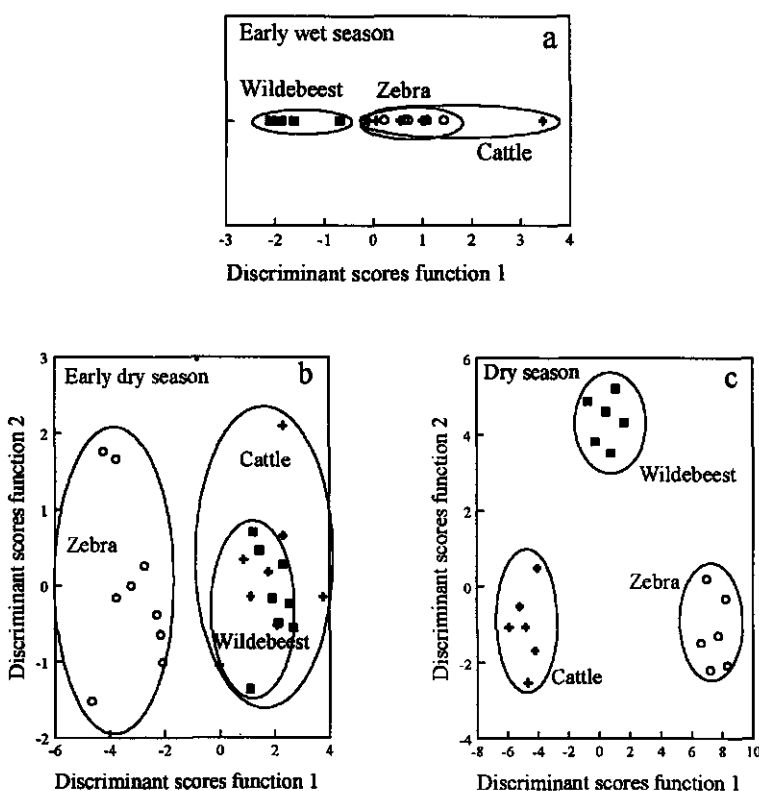 Early wet season
a
Wildebeest
Zebra
Cattle
-3 -2 -1 0 1 2 3 4
Discriminant scores function 1
Early dry season
b
3
2
1
0
-1
-2
Discriminant scores function 2
Cattle
Zebra
Wildebeest
-6 -4 -2 0 2 4
Discriminant scores function 1
Dry season
c
6
4
2
0
-2
-4
Discriminant scores function 2
Wildebeest
Zebra
Cattle
-8 -6 -4 -2 0 2 4 6 8 10
Discriminant scores function 1